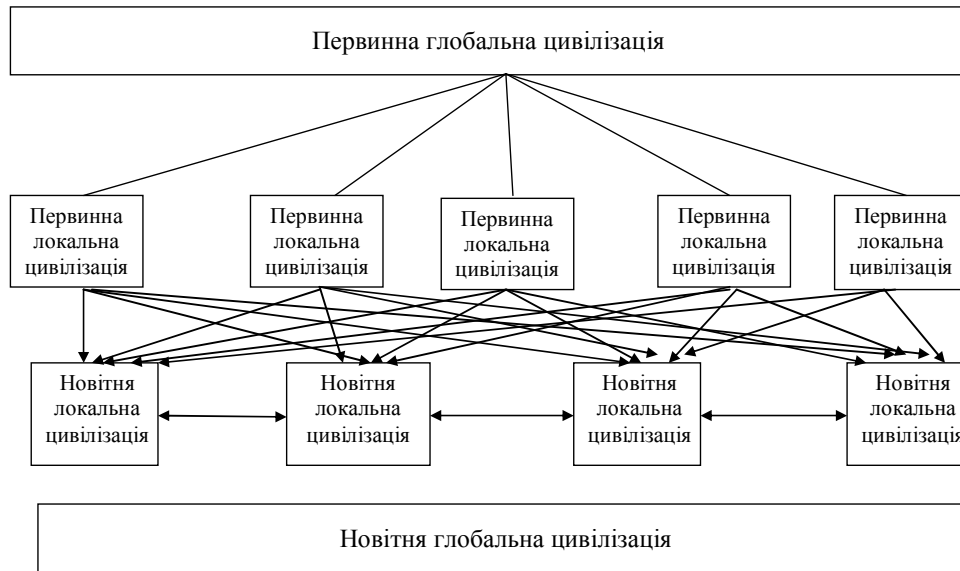 Первинна глобальна цивілізація
Первинна
локальна
цивілізація
Первинна
локальна
цивілізація
Первинна
локальна
цивілізація
Первинна
локальна
цивілізація
Первинна
локальна
цивілізація
Новітня
локальна
цивілізація
Новітня
локальна
цивілізація
Новітня
локальна
цивілізація
Новітня
локальна
цивілізація
Новітня глобальна цивілізація